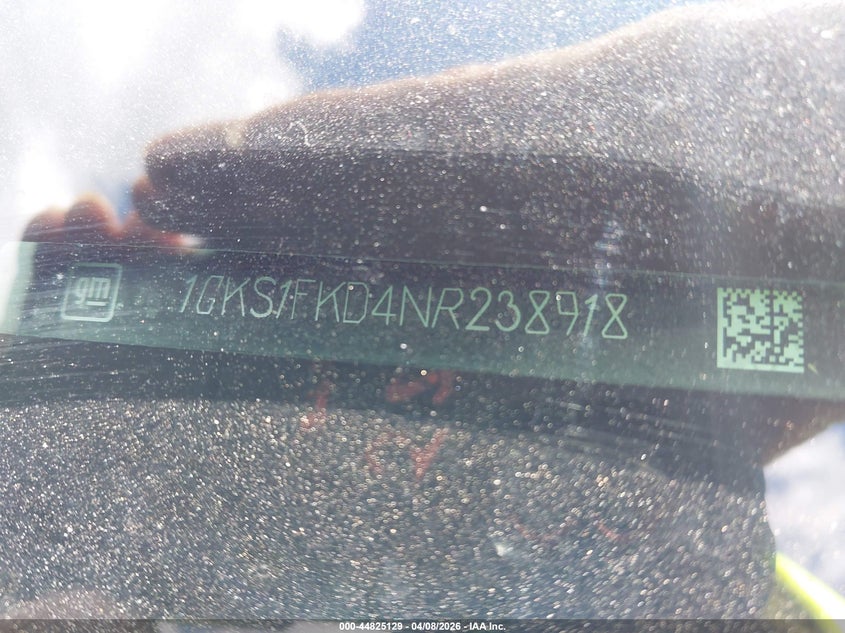 gm 1GKS1FKD4NR238918
000-44825129 - 04/08/2026 - IAA Inc.